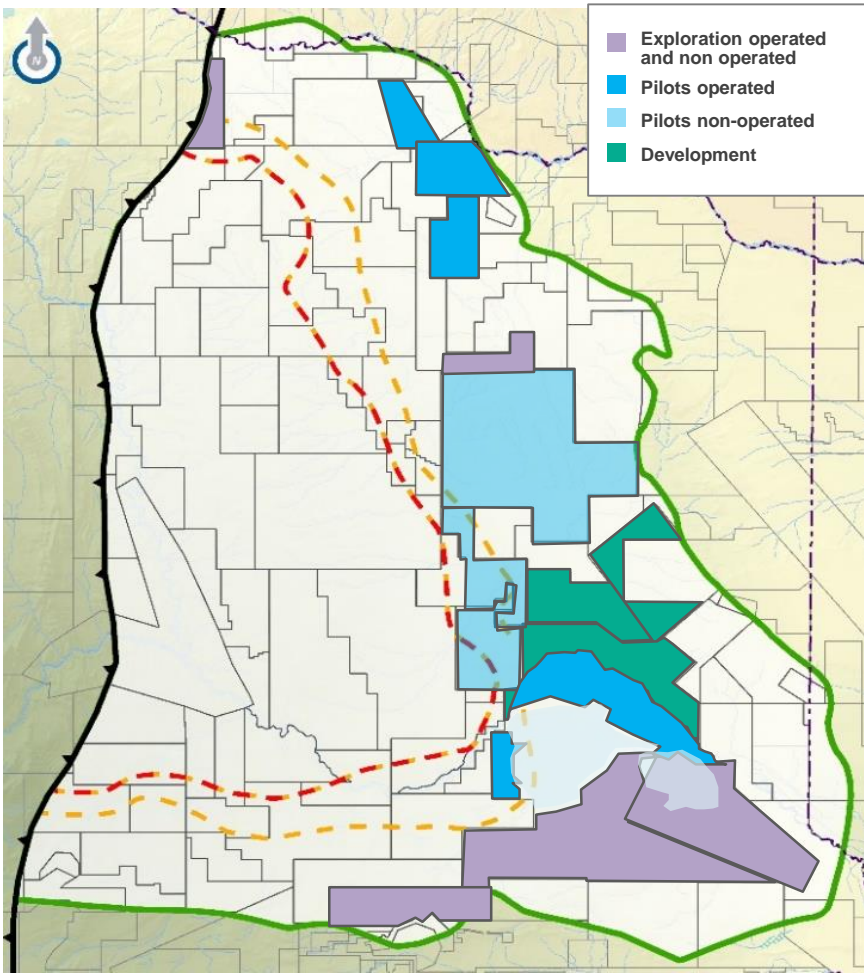 N
Exploration operated
and non operated
Pilots operated
Pilots non-operated
Development